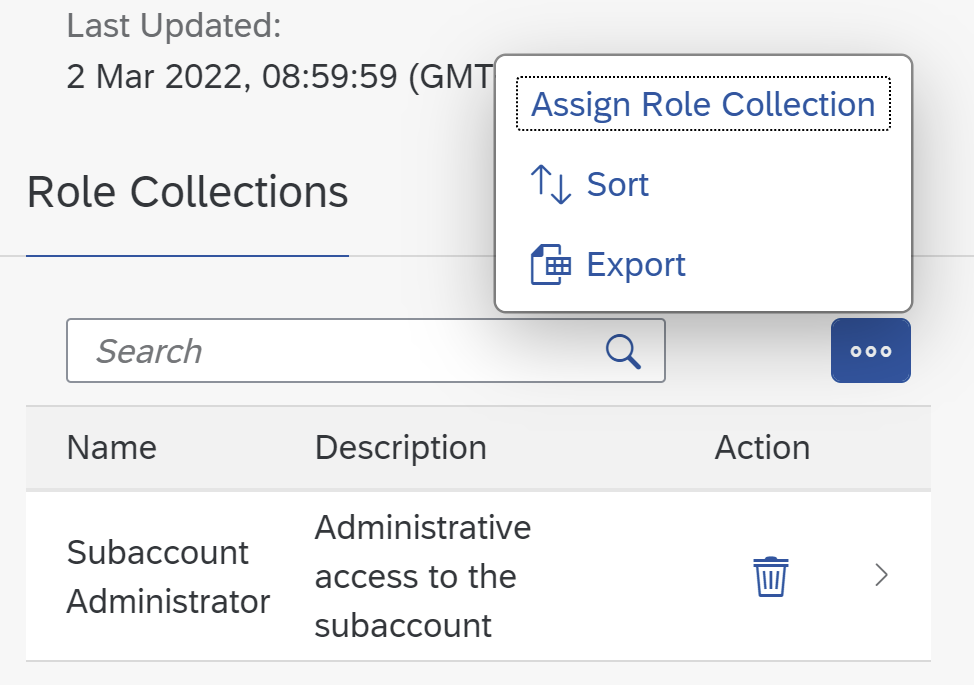 Last Updated:
2 Mar 2022, 08:59:59 (GMT
Assign Role Collection
Sort
Export
Role Collections
Search
Name Description Action
Subaccount
Administrator
Administrative
access to the
subaccount